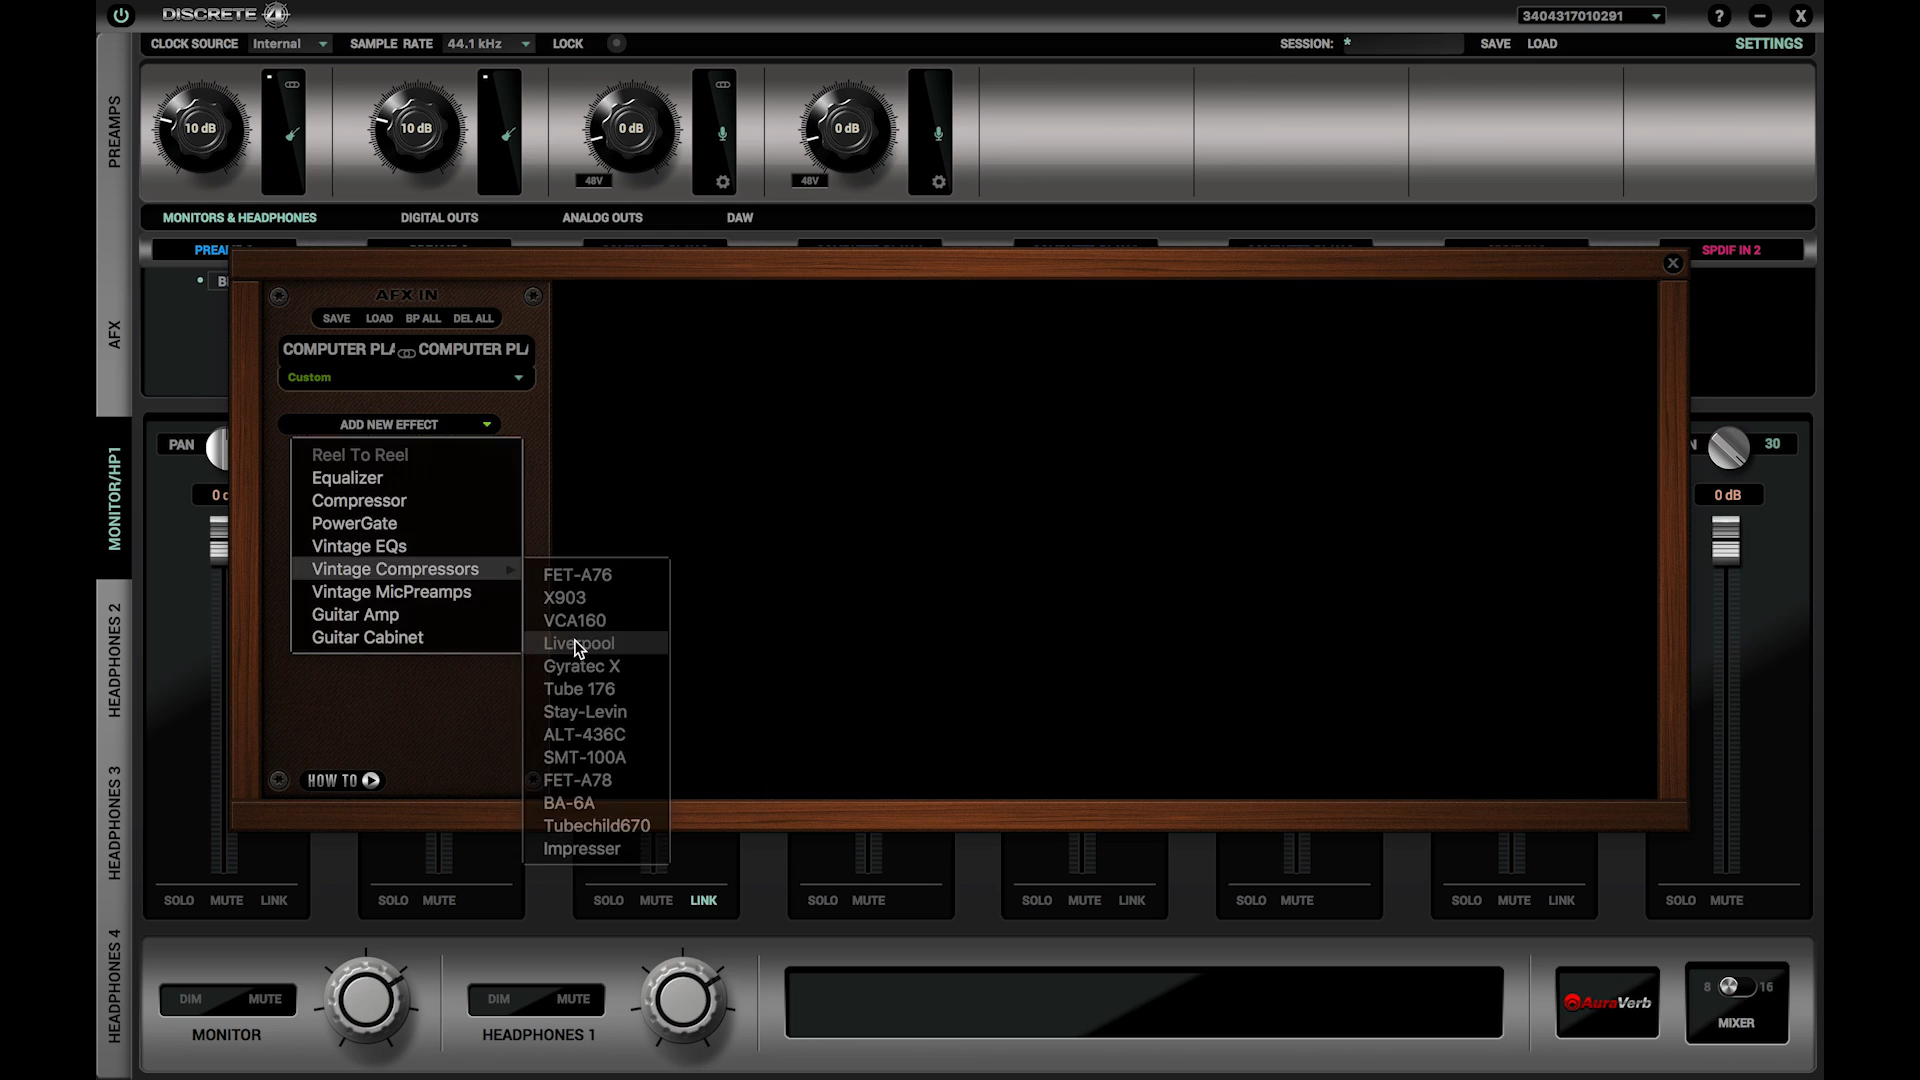 DISCRETE 4
3404317010291
?
X
CLOCK SOURCE Internal SAMPLE RATE 44.1 kHz LOCK
SESSION: * SAVE LOAD SETTINGS
PREAMPS
10 dB
10 dB
0 dB
48V
0 dB
48V
MONITORS & HEADPHONES DIGITAL OUTS ANALOG OUTS DAW
SPDIF IN 2
AFX
AFX IN
SAVE LOAD BP ALL DEL ALL
COMPUTER PLA COMPUTER PLA
Custom
ADD NEW EFFECT
Reel To Reel
Equalizer
Compressor
PowerGate
Vintage EQs
Vintage Compressors
Vintage MicPreamps
Guitar Amp
Guitar Cabinet
FET-A76
X903
VCA160
Liverpool
Gyratec X
Tube 176
Stay-Levin
ALT-436C
SMT-100A
FET-A78
BA-6A
Tubechild670
Impresser
HOW TO
PAN
30
0 dB
MONITOR/HP1
HEADPHONES 2
HEADPHONES 3
HEADPHONES 4
SOLO MUTE LINK
SOLO MUTE
SOLO MUTE LINK
SOLO MUTE
SOLO MUTE LINK
SOLO MUTE
SOLO MUTE LINK
SOLO MUTE
DIM MUTE
MONITOR
DIM MUTE
HEADPHONES 1
AuraVerb
8 16
MIXER